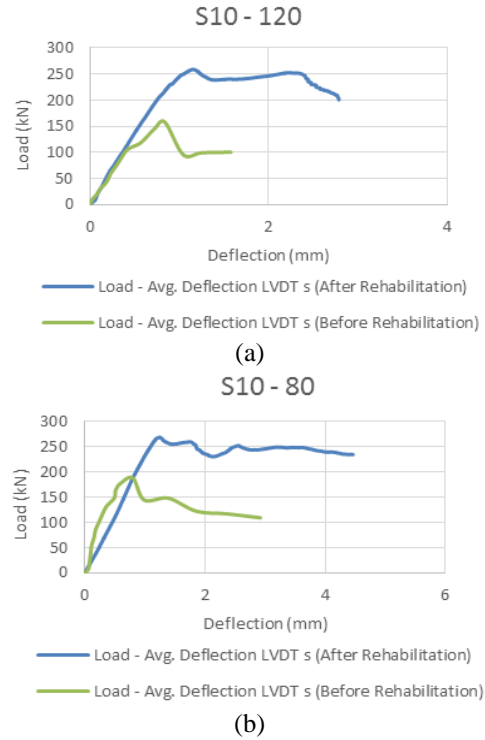 S10 - 120
300
250
200
150
100
50
0
Load (kN)
0 2 4
Deflection (mm)
Load - Avg. Deflection LVDT s (After Rehabilitation)
Load - Avg. Deflection LVDT s (Before Rehabilitation)
(a)
S10 - 80
300
250
200
150
100
50
0
Load (kN)
0 2 4 6
Deflection (mm)
Load - Avg. Deflection LVDT s (After Rehabilitation)
Load - Avg. Deflection LVDT s (Before Rehabilitation)
(b)